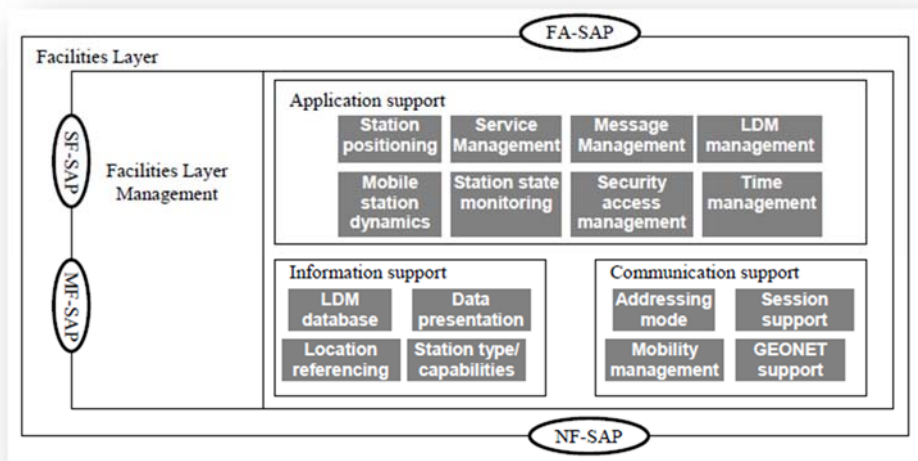 FA-SAP
Facilities Layer
SF-SAP
MF-SAP
Facilities Layer
Management
Application support
Station
positioning
Service
Management
Message
Management
LDM
management
Mobile
station
dynamics
Station state
monitoring
Security
access
management
Time
management
Information support
LDM
database
Data
presentation
Location
referencing
Station type/
capabilities
Communication support
Addressing
mode
Session
support
Mobility
management
GEONET
support
NF-SAP